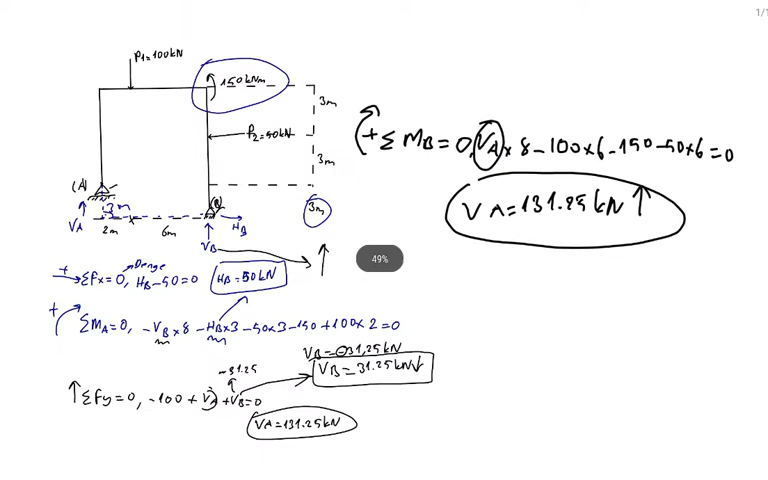 1/1
P1=100kN
150kNm
3m
P2=50kN
3m
(A)
(B)
3m
3m
VA
2m
6m
VB
HB
+ ΣMB=0, VA×8-100×6-150-50×6=0
VA=131.25kN↑
49%
Denge
+→ Σfx=0, HB-50=0 HB=50kN
+ ΣMA=0, -VB×8-HB×3-50×3-150+100×2=0
VB=-31,25kN
VB=31.25kN↓
-31.25
↑Σfy=0, -100+VA+VB=0
VA=131.25kN